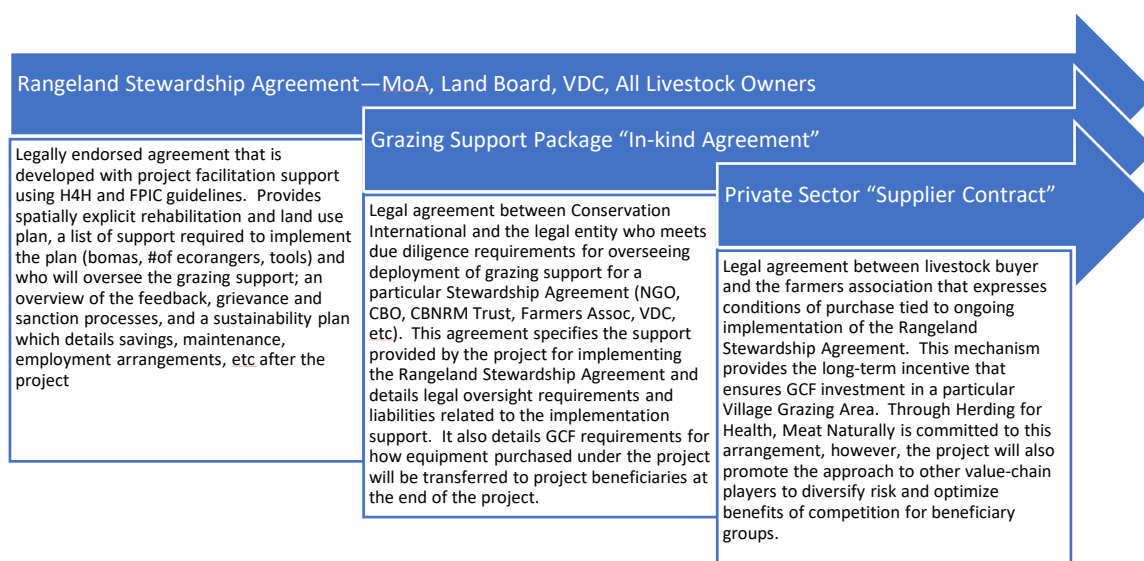 Rangeland Stewardship Agreement—MoA, Land Board, VDC, All Livestock Owners
Legally endorsed agreement that is
developed with project facilitation support
using H4H and FPIC guidelines.  Provides
spatially explicit rehabilitation and land use
plan, a list of support required to implement
the plan (bomas, #of ecorangers, tools) and
who will oversee the grazing support; an
overview of the feedback, grievance and
sanction processes, and a sustainability plan
which details savings, maintenance,
employment arrangements, etc after the
project
Grazing Support Package “In-kind Agreement”
Legal agreement between Conservation
International and the legal entity who meets
due diligence requirements for overseeing
deployment of grazing support for a
particular Stewardship Agreement (NGO,
CBO, CBNRM Trust, Farmers Assoc, VDC,
etc).  This agreement specifies the support
provided by the project for implementing
the Rangeland Stewardship Agreement and
details legal oversight requirements and
liabilities related to the implementation
support.  It also details GCF requirements for
how equipment purchased under the project
will be transferred to project beneficiaries at
the end of the project.
Private Sector “Supplier Contract”
Legal agreement between livestock buyer
and the farmers association that expresses
conditions of purchase tied to ongoing
implementation of the Rangeland
Stewardship Agreement.  This mechanism
provides the long-term incentive that
ensures GCF investment in a particular
Village Grazing Area.  Through Herding for
Health, Meat Naturally is committed to this
arrangement, however, the project will also
promote the approach to other value-chain
players to diversify risk and optimize
benefits of competition for beneficiary
groups.